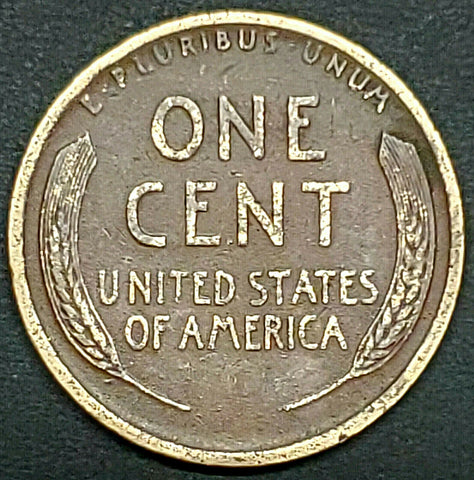 E·PLURIBUS·UNUM
ONE
CENT
UNITED STATES
OF AMERICA